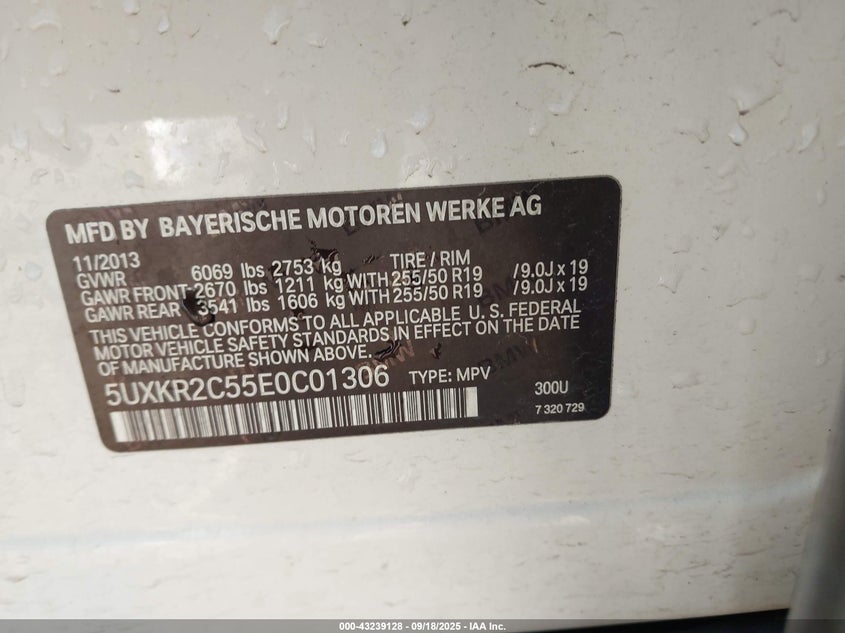 MFD BY BAYERISCHE MOTOREN WERKE AG
11/2013 TIRE / RIM
GVWR 6069 lbs 2753 kg
GAWR FRONT 2670 lbs 1211 kg WITH 255/50 R19 /9.0J x 19
GAWR REAR 3541 lbs 1606 kg WITH 255/50 R19 /9.0J x 19
THIS VEHICLE CONFORMS TO ALL APPLICABLE U. S. FEDERAL
MOTOR VEHICLE SAFETY STANDARDS IN EFFECT ON THE DATE
OF MANUFACTURE SHOWN ABOVE.
5UXKR2C55E0C01306 TYPE: MPV 300U
7 320 729
000-43239128 - 09/18/2025 - IAA Inc.